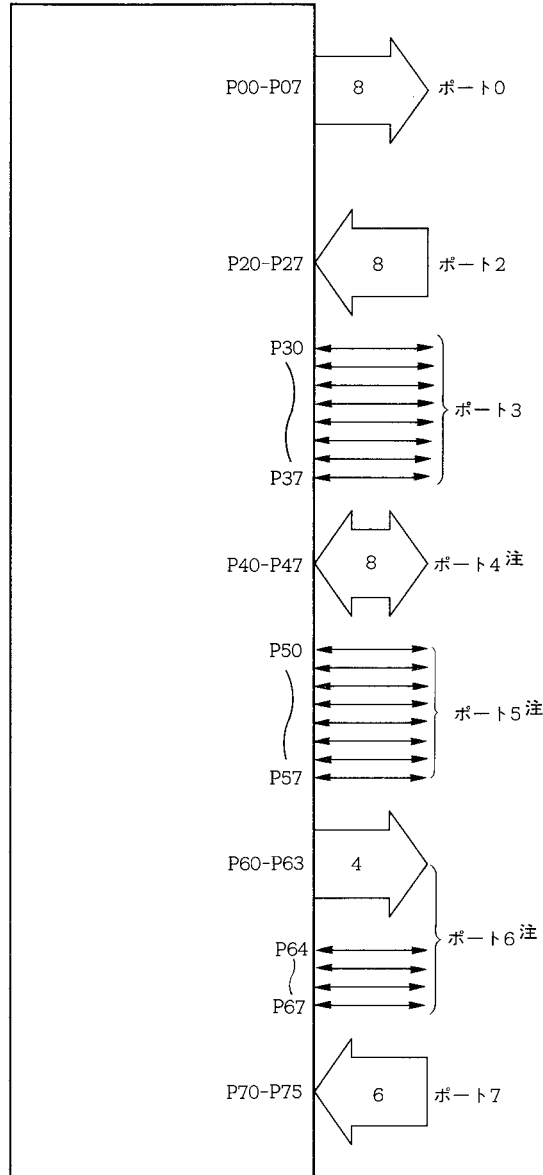 P00-P07 8 ポート0
P20-P27 8 ポート2
P30
ポート3
P37
P40-P47 8 ポート4注
P50
ポート5注
P57
P60-P63 4
ポート6注
P64
P67
P70-P75 6 ポート7